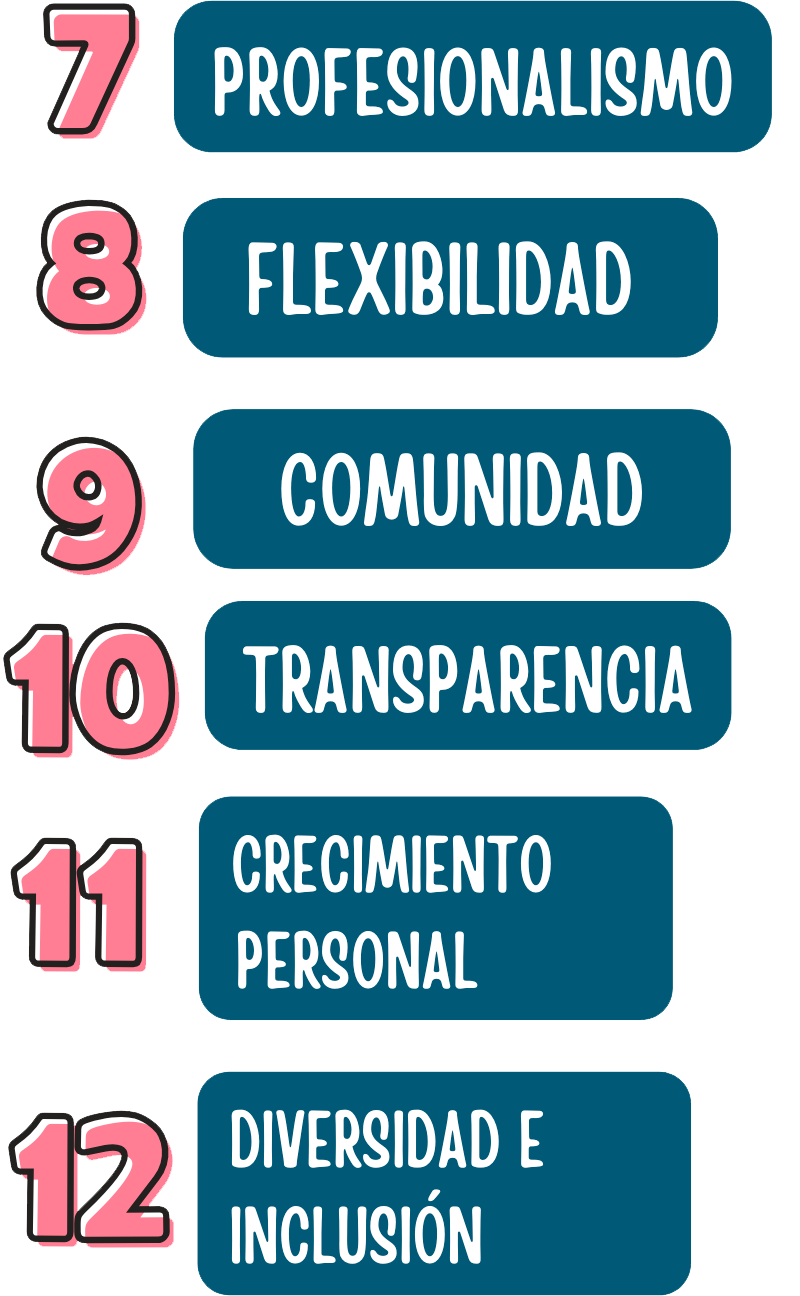 7 PROFESIONALISMO
8 FLEXIBILIDAD
9 COMUNIDAD
10 TRANSPARENCIA
11 CRECIMIENTO
PERSONAL
12 DIVERSIDAD E
INCLUSIÓN